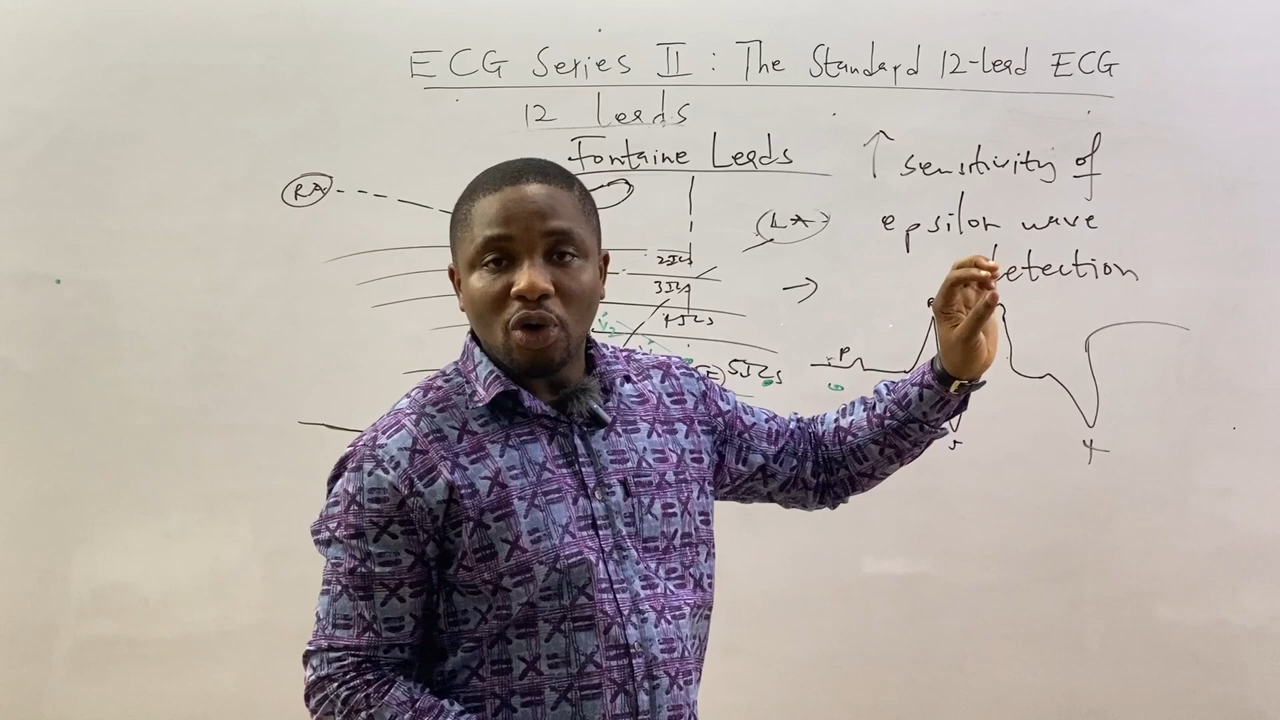 ECG Series II : The Standard 12-lead ECG
12 leads
Fontaine Leads
↑ sensitivity of
epsilon wave
detection
RA
LA
2ICS
3ICS
4ICS
5ICS
V2
P